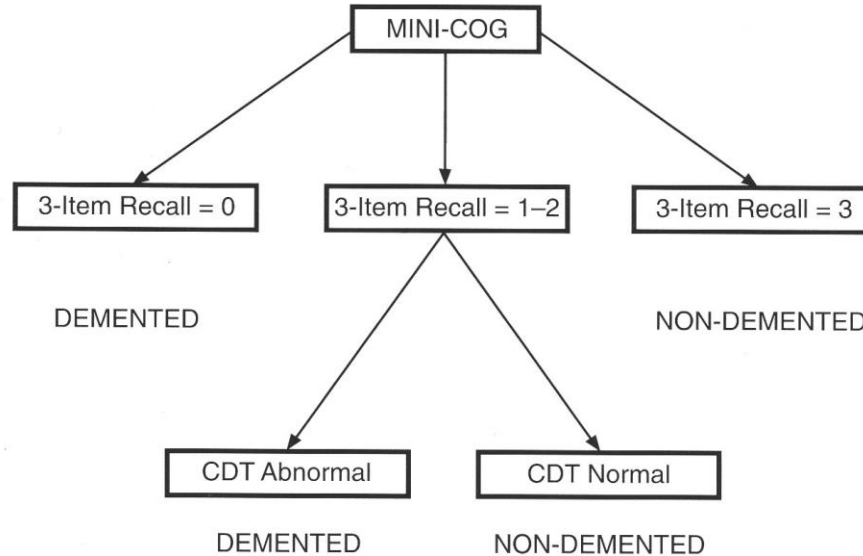 MINI-COG
3-Item Recall = 0
3-Item Recall = 1–2
3-Item Recall = 3
DEMENTED
NON-DEMENTED
CDT Abnormal
CDT Normal
DEMENTED
NON-DEMENTED